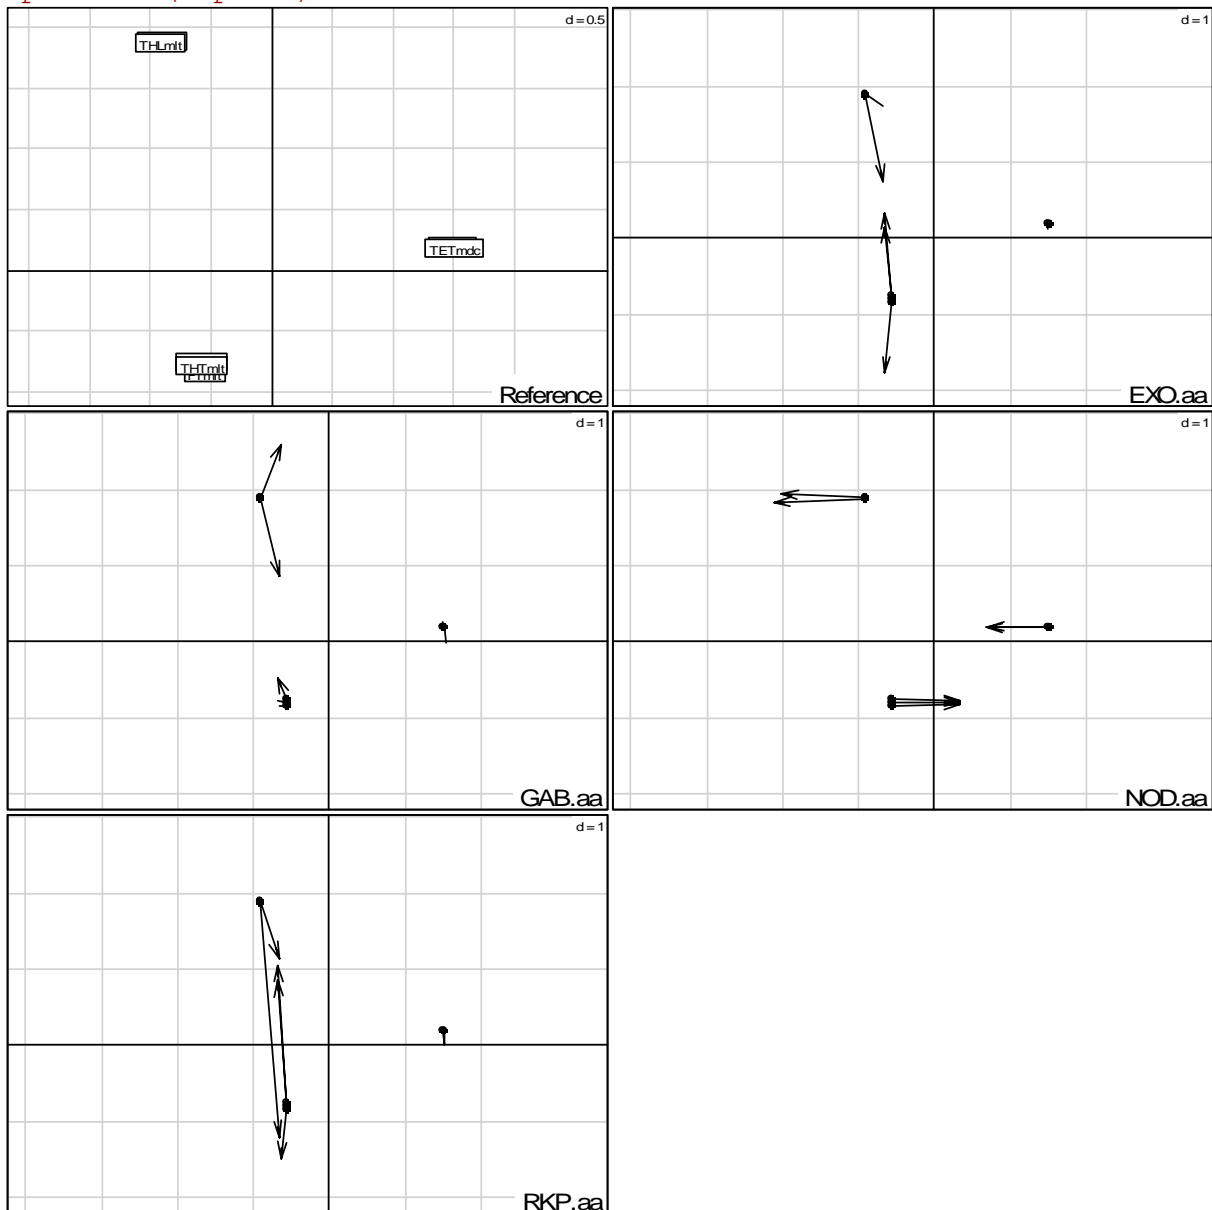 d = 0.5
THLmlt
TETmdc
THTmlt
Reference
d = 1
EXO.aa
d = 1
GAB.aa
d = 1
NOD.aa
d = 1
RKP.aa